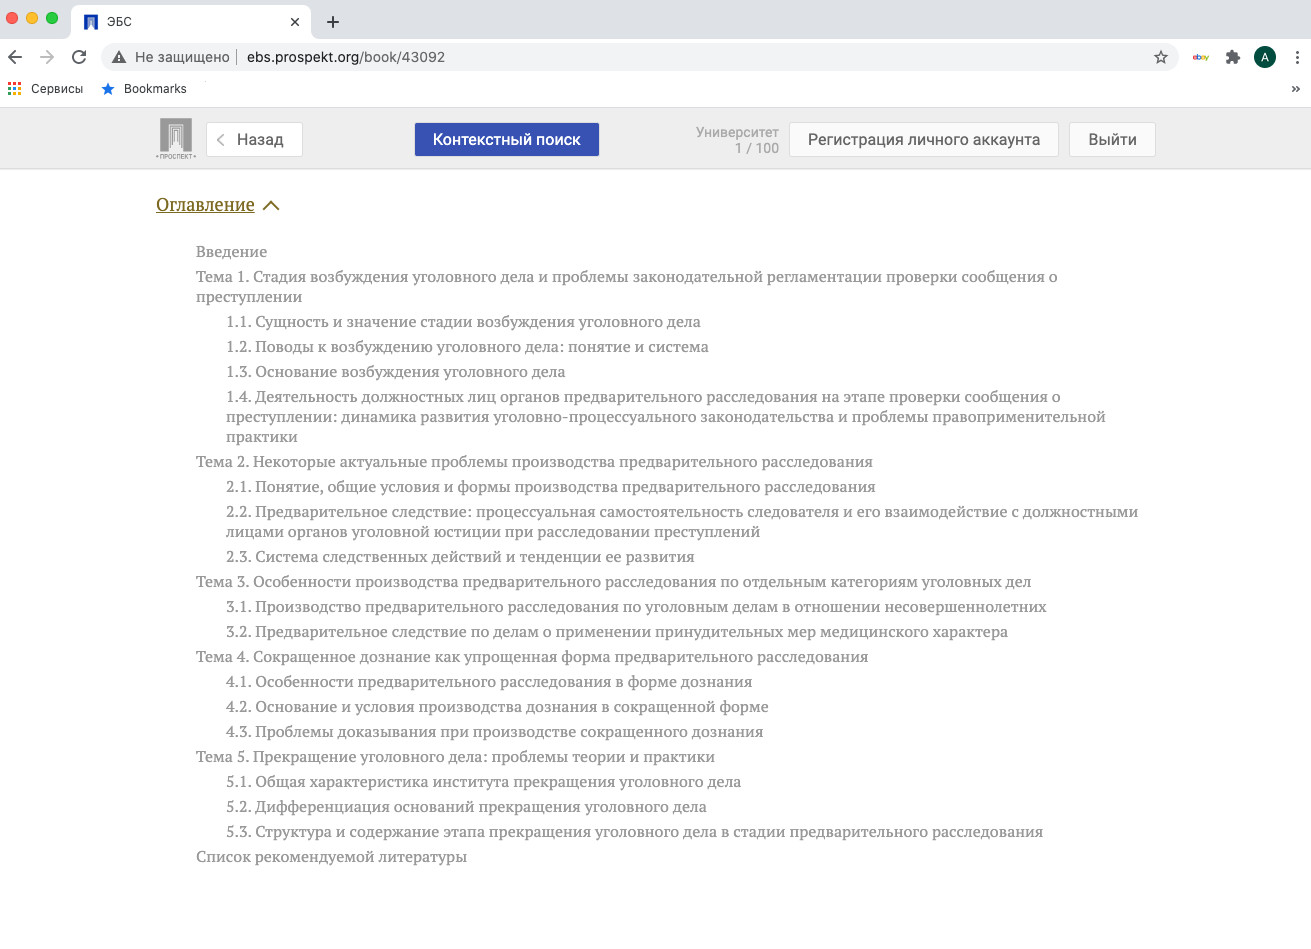 ЭБС
Не защищено
ebs.prospekt.org/book/43092
ebay
A
Сервисы
Bookmarks
»
ПРОСПЕКТ
Назад
Контекстный поиск
Университет
1 / 100
Регистрация личного аккаунта
Выйти
Оглавление
Введение
Тема 1. Стадия возбуждения уголовного дела и проблемы законодательной регламентации проверки сообщения о
преступлении
1.1. Сущность и значение стадии возбуждения уголовного дела
1.2. Поводы к возбуждению уголовного дела: понятие и система
1.3. Основание возбуждения уголовного дела
1.4. Деятельность должностных лиц органов предварительного расследования на этапе проверки сообщения о
преступлении: динамика развития уголовно-процессуального законодательства и проблемы правоприменительной
практики
Тема 2. Некоторые актуальные проблемы производства предварительного расследования
2.1. Понятие, общие условия и формы производства предварительного расследования
2.2. Предварительное следствие: процессуальная самостоятельность следователя и его взаимодействие с должностными
лицами органов уголовной юстиции при расследовании преступлений
2.3. Система следственных действий и тенденции ее развития
Тема 3. Особенности производства предварительного расследования по отдельным категориям уголовных дел
3.1. Производство предварительного расследования по уголовным делам в отношении несовершеннолетних
3.2. Предварительное следствие по делам о применении принудительных мер медицинского характера
Тема 4. Сокращенное дознание как упрощенная форма предварительного расследования
4.1. Особенности предварительного расследования в форме дознания
4.2. Основание и условия производства дознания в сокращенной форме
4.3. Проблемы доказывания при производстве сокращенного дознания
Тема 5. Прекращение уголовного дела: проблемы теории и практики
5.1. Общая характеристика института прекращения уголовного дела
5.2. Дифференциация оснований прекращения уголовного дела
5.3. Структура и содержание этапа прекращения уголовного дела в стадии предварительного расследования
Список рекомендуемой литературы